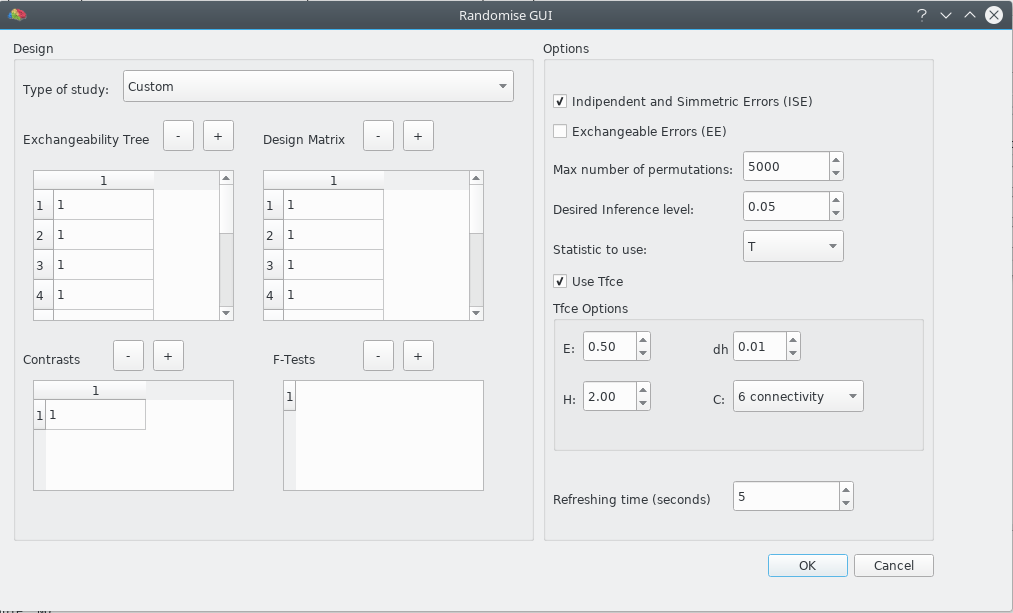 Randomise GUI
Design
Type of study: Custom
Exchangeability Tree - +
Design Matrix - +
1
1 1
2 1
3 1
4 1
1
1 1
2 1
3 1
4 1
Contrasts - +
F-Tests - +
1
1 1
1
Options
Indipendent and Simmetric Errors (ISE)
Exchangeable Errors (EE)
Max number of permutations: 5000
Desired Inference level: 0.05
Statistic to use: T
Use Tfce
Tfce Options
E: 0.50 dh 0.01
H: 2.00 C: 6 connectivity
Refreshing time (seconds) 5
OK Cancel